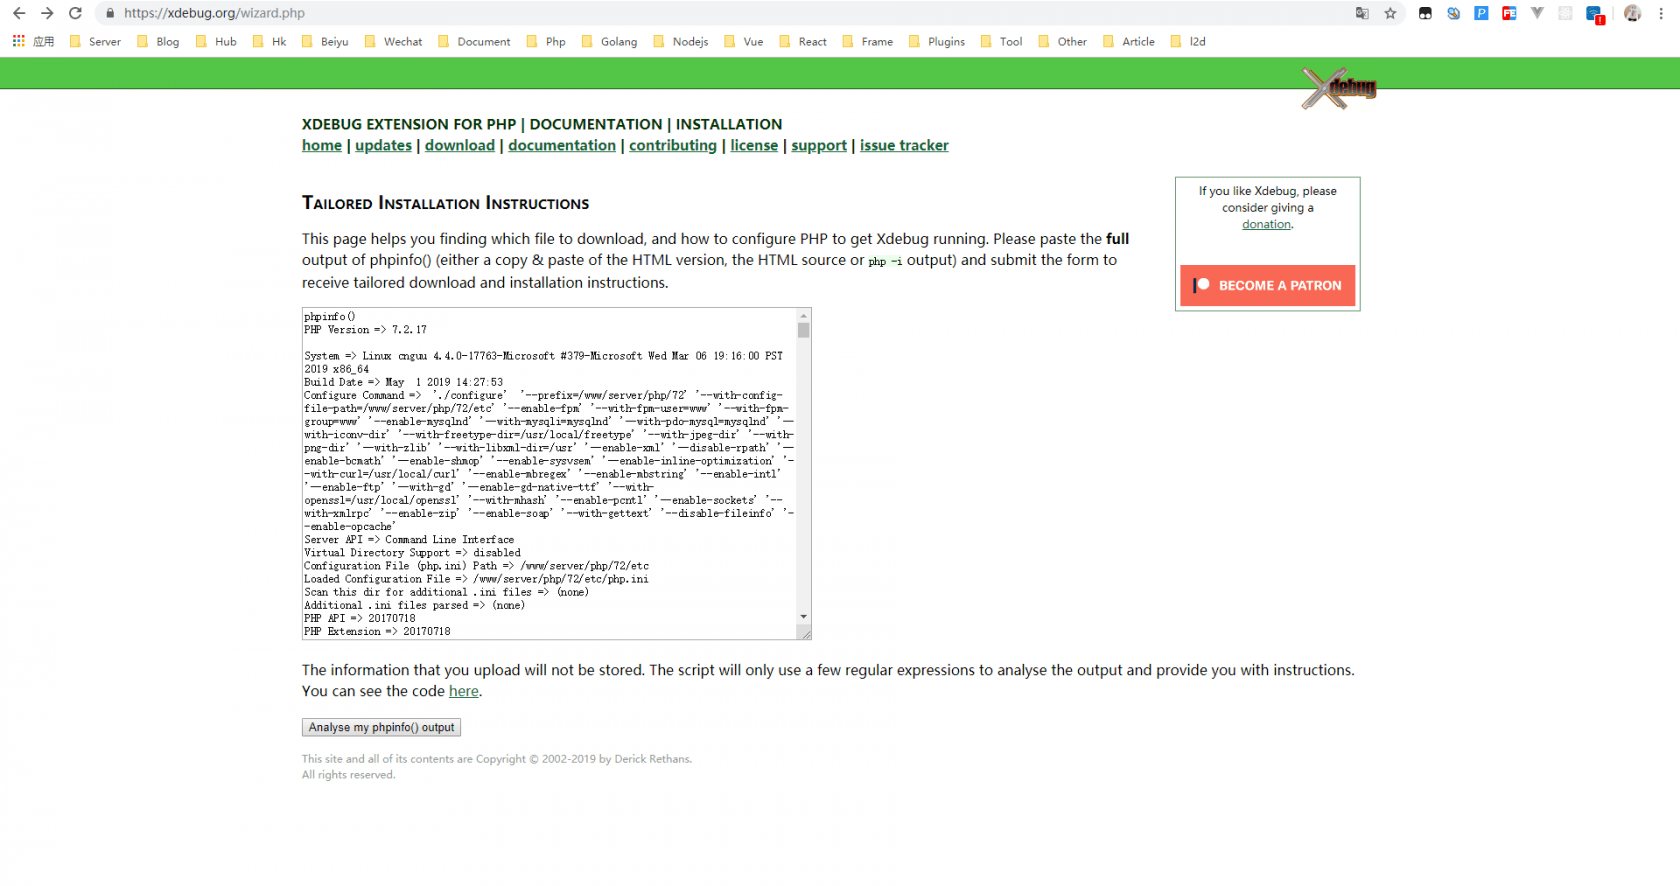 https://xdebug.org/wizard.php
应用 Server Blog Hub Hk Beiyu Wechat Document Php Golang Nodejs Vue React Frame Plugins Tool Other Article l2d
Xdebug
XDEBUG EXTENSION FOR PHP | DOCUMENTATION | INSTALLATION
home | updates | download | documentation | contributing | license | support | issue tracker
If you like Xdebug, please
consider giving a
donation.
BECOME A PATRON
Tailored Installation Instructions
This page helps you finding which file to download, and how to configure PHP to get Xdebug running. Please paste the full
output of phpinfo() (either a copy & paste of the HTML version, the HTML source or php -i output) and submit the form to
receive tailored download and installation instructions.
phpinfo()
PHP Version => 7.2.17
System => Linux cnguu 4.4.0-17763-Microsoft #379-Microsoft Wed Mar 06 19:16:00 PST
2019 x86_64
Build Date => May  1 2019 14:27:53
Configure Command =>  './configure'  '--prefix=/www/server/php/72' '--with-config-
file-path=/www/server/php/72/etc' '--enable-fpm' '--with-fpm-user=www' '--with-fpm-
group=www' '--enable-mysqlnd' '--with-mysqli=mysqlnd' '--with-pdo-mysql=mysqlnd' '--
with-iconv-dir' '--with-freetype-dir=/usr/local/freetype' '--with-jpeg-dir' '--with-
png-dir' '--with-zlib' '--with-libxml-dir=/usr' '--enable-xml' '--disable-rpath' '--
enable-bcmath' '--enable-shmop' '--enable-sysvsem' '--enable-inline-optimization' '-
-with-curl=/usr/local/curl' '--enable-mbregex' '--enable-mbstring' '--enable-intl'
'--enable-ftp' '--with-gd' '--enable-gd-native-ttf' '--with-
openssl=/usr/local/openssl' '--with-mhash' '--enable-pcntl' '--enable-sockets' '--
with-xmlrpc' '--enable-zip' '--enable-soap' '--with-gettext' '--disable-fileinfo' '-
-enable-opcache'
Server API => Command Line Interface
Virtual Directory Support => disabled
Configuration File (php.ini) Path => /www/server/php/72/etc
Loaded Configuration File => /www/server/php/72/etc/php.ini
Scan this dir for additional .ini files => (none)
Additional .ini files parsed => (none)
PHP API => 20170718
PHP Extension => 20170718
The information that you upload will not be stored. The script will only use a few regular expressions to analyse the output and provide you with instructions.
You can see the code here.
Analyse my phpinfo() output
This site and all of its contents are Copyright © 2002-2019 by Derick Rethans.
All rights reserved.